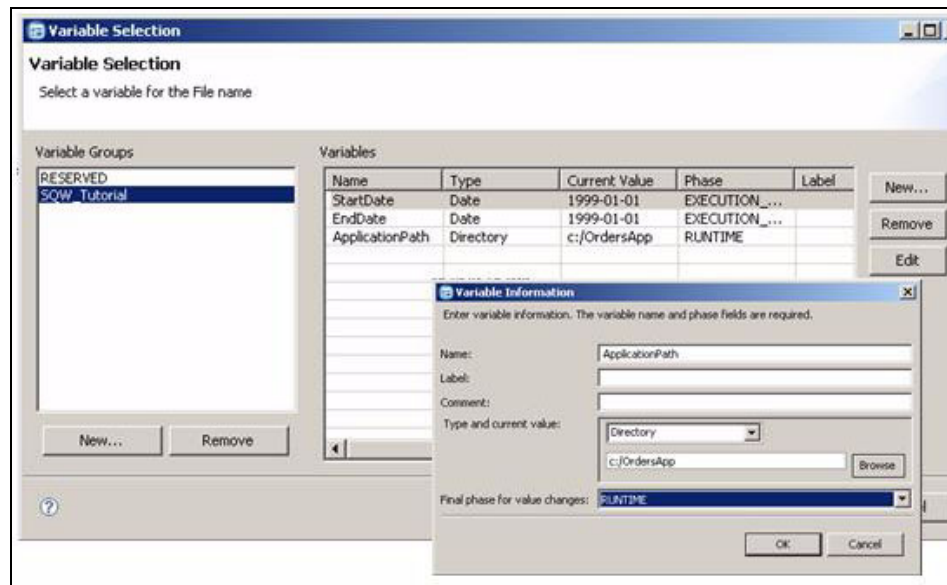 Variable Selection
Variable Selection
Select a variable for the File name
Variable Groups
RESERVED
SQW_Tutorial
New...
Remove
Variables
Name Type Current Value Phase Label
StartDate Date 1999-01-01 EXECUTION_...
EndDate Date 1999-01-01 EXECUTION_...
ApplicationPath Directory c:/OrdersApp RUNTIME
New...
Remove
Edit
Variable Information
Enter variable information. The variable name and phase fields are required.
Name: ApplicationPath
Label:
Comment:
Type and current value: Directory
c:/OrdersApp Browse
Final phase for value changes: RUNTIME
OK Cancel
?